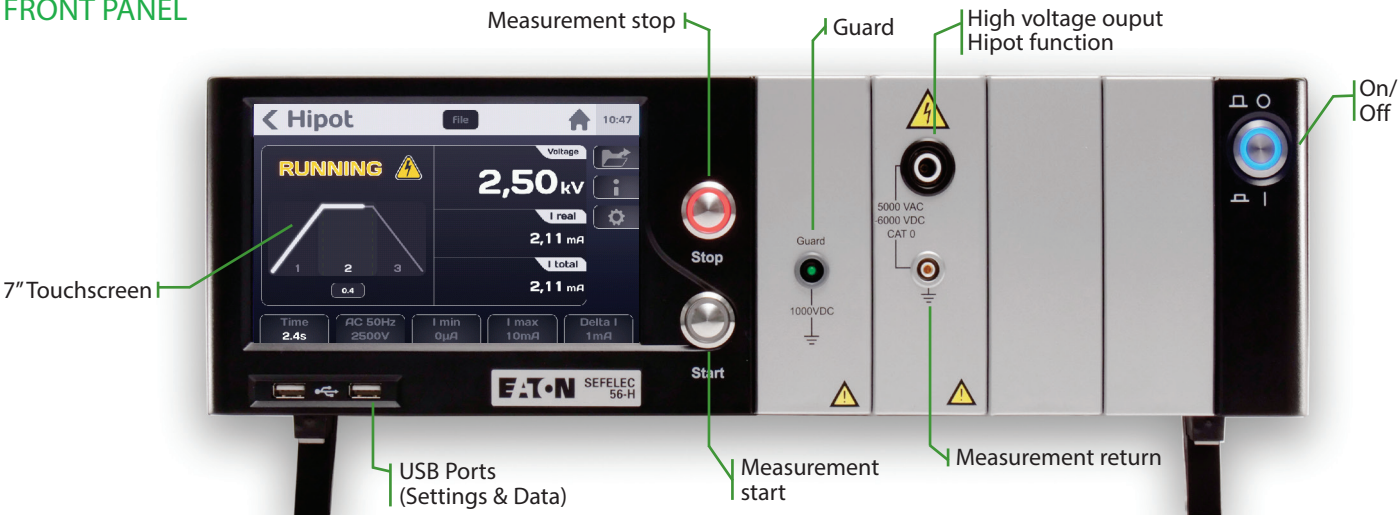 FRONT PANEL
Measurement stop
Guard
High voltage ouput
Hipot function
On/
Off
Hipot
File
10:47
RUNNING
Voltage
2,50 kV
I real
2,11 mA
I total
2,11 mA
1 2 3
0.4
Time
2.4s
AC 50Hz
2500V
I min
0µA
I max
10mA
Delta I
1mA
Stop
Start
Guard
1000VDC
5000 VAC
6000 VDC
CAT 0
EATON
SEFELEC
56-H
7" Touchscreen
USB Ports
(Settings & Data)
Measurement
start
Measurement return